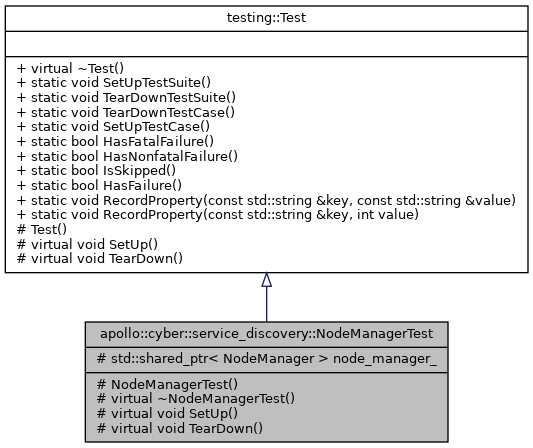 testing::Test
+ virtual ~Test()
+ static void SetUpTestSuite()
+ static void TearDownTestSuite()
+ static void TearDownTestCase()
+ static void SetUpTestCase()
+ static bool HasFatalFailure()
+ static bool HasNonfatalFailure()
+ static bool IsSkipped()
+ static bool HasFailure()
+ static void RecordProperty(const std::string &key, const std::string &value)
+ static void RecordProperty(const std::string &key, int value)
# Test()
# virtual void SetUp()
# virtual void TearDown()
apollo::cyber::service_discovery::NodeManagerTest
# std::shared_ptr< NodeManager > node_manager_
# NodeManagerTest()
# virtual ~NodeManagerTest()
# virtual void SetUp()
# virtual void TearDown()